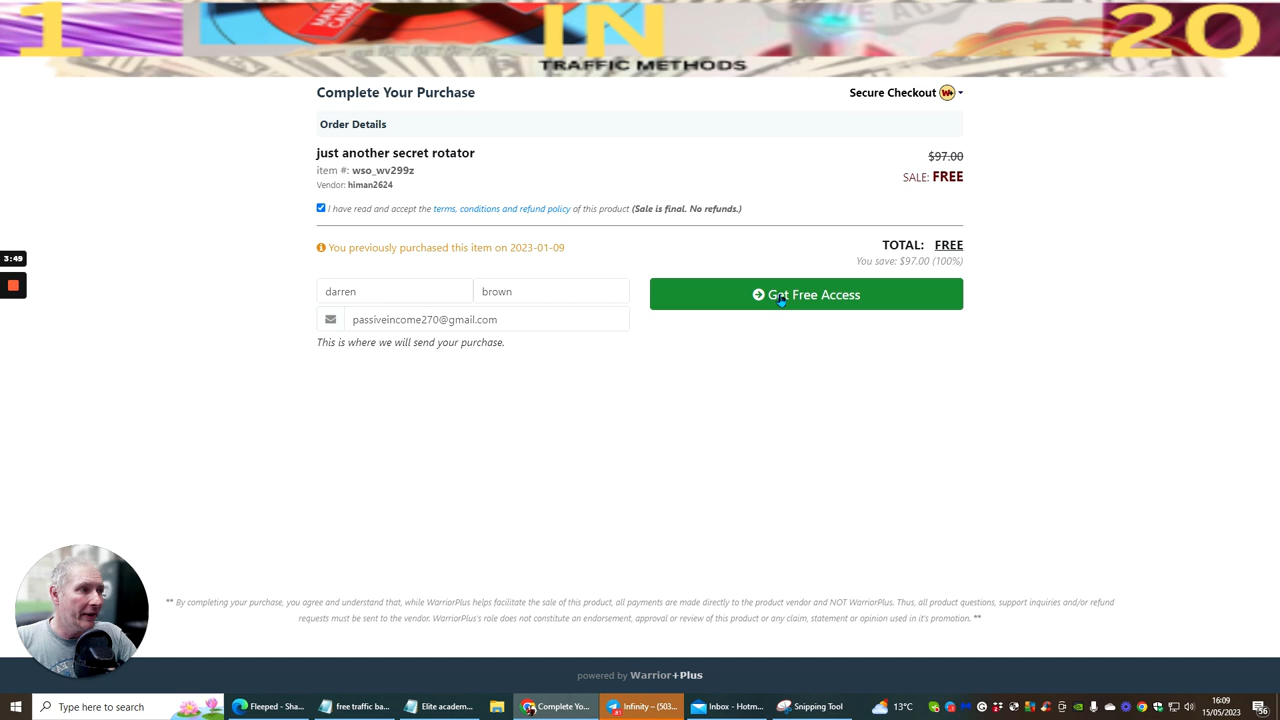 1 IN 20
TRAFFIC METHODS
Complete Your Purchase
Secure Checkout
Order Details
just another secret rotator
$97.00
item #: wso_wv299z
SALE: FREE
Vendor: himan2624
I have read and accept the terms, conditions and refund policy of this product (Sale is final. No refunds.)
You previously purchased this item on 2023-01-09
TOTAL: FREE
You save: $97.00 (100%)
3:49
darren
brown
Get Free Access
passiveincome270@gmail.com
This is where we will send your purchase.
** By completing your purchase, you agree and understand that, while WarriorPlus helps facilitate the sale of this product, all payments are made directly to the product vendor and NOT WarriorPlus. Thus, all product questions, support inquiries and/or refund
requests must be sent to the vendor. WarriorPlus's role does not constitute an endorsement, approval or review of this product or any claim, statement or opinion used in it's promotion. **
powered by Warrior+Plus
Type here to search
Fleeped - Sha...
free traffic ba...
Elite academ...
Complete Yo...
Infinity – (503...
Inbox - Hotm...
Snipping Tool
13°C
16:09
15/05/2023